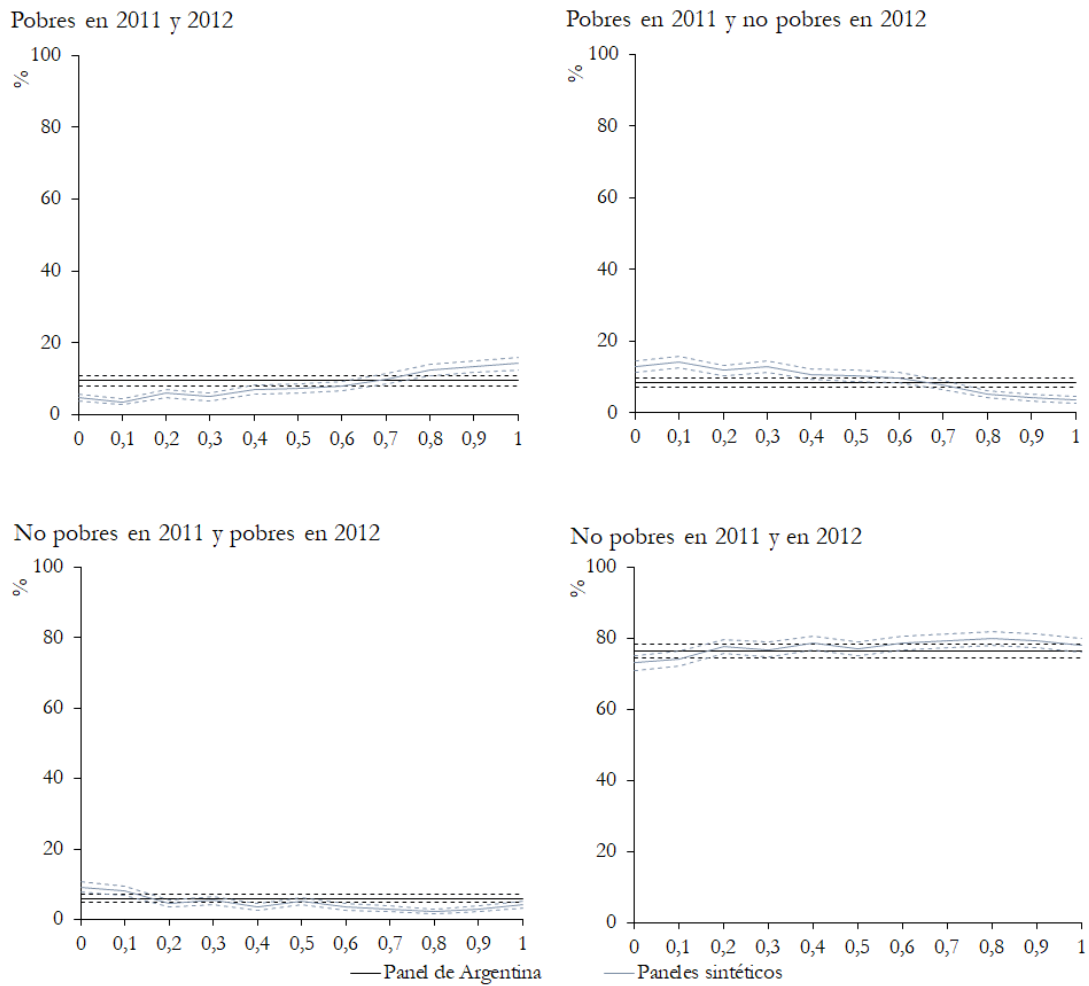 Pobres en 2011 y 2012
%
100
80
60
40
20
0
0 0,1 0,2 0,3 0,4 0,5 0,6 0,7 0,8 0,9 1
Pobres en 2011 y no pobres en 2012
%
100
80
60
40
20
0
0 0,1 0,2 0,3 0,4 0,5 0,6 0,7 0,8 0,9 1
No pobres en 2011 y pobres en 2012
%
100
80
60
40
20
0
0 0,1 0,2 0,3 0,4 0,5 0,6 0,7 0,8 0,9 1
No pobres en 2011 y en 2012
%
100
80
60
40
20
0
0 0,1 0,2 0,3 0,4 0,5 0,6 0,7 0,8 0,9 1
Panel de Argentina
Paneles sintéticos